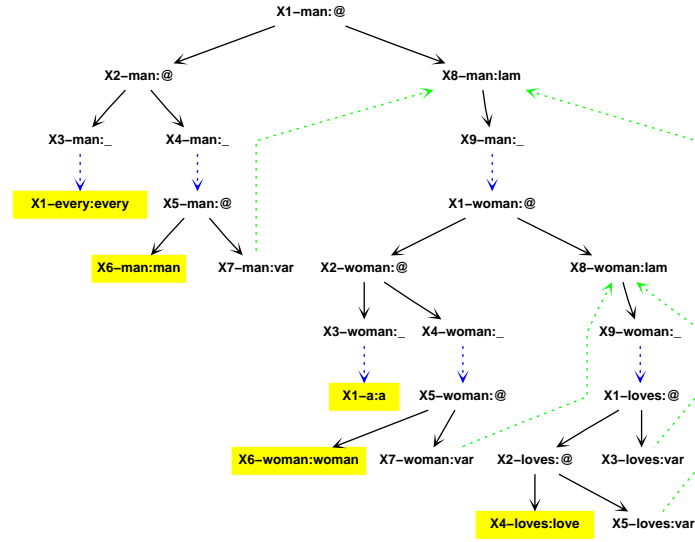 X1–man:@
X2–man:@ X8–man:lam
X3–man:_ X4–man:_ X9–man:_
X1–every:every X5–man:@ X1–woman:@
X6–man:man X7–man:var X2–woman:@ X8–woman:lam
X3–woman:_ X4–woman:_ X9–woman:_
X1–a:a X5–woman:@ X1–loves:@
X6–woman:woman X7–woman:var X2–loves:@ X3–loves:var
X4–loves:love X5–loves:var